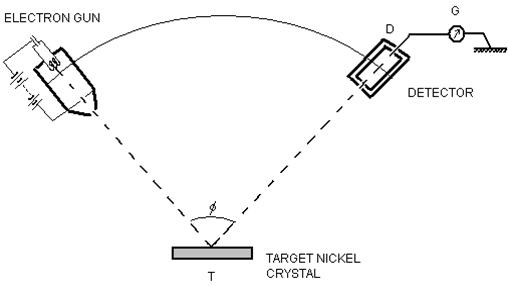 ELECTRON GUN
D
G
DETECTOR
ϕ
TARGET NICKEL
CRYSTAL
T